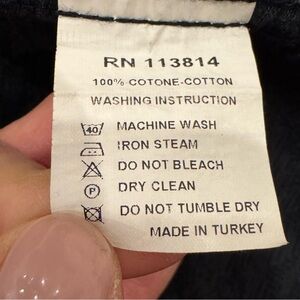 RN 113814
100% COTONE-COTTON
WASHING INSTRUCTION
40 MACHINE WASH
IRON STEAM
DO NOT BLEACH
P DRY CLEAN
DO NOT TUMBLE DRY
MADE IN TURKEY